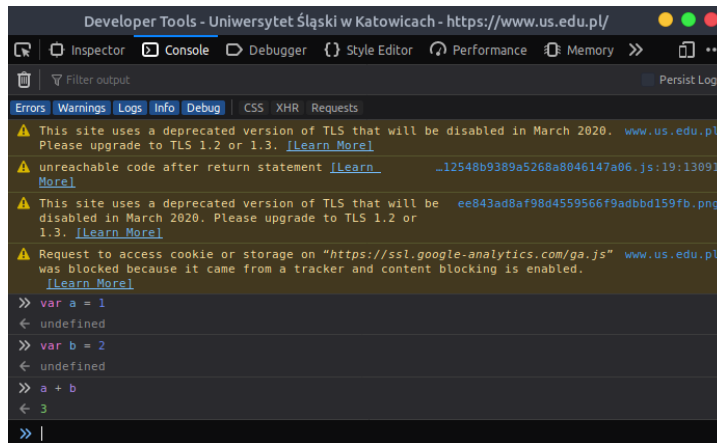 Developer Tools - Uniwersytet Śląski w Katowicach - https://www.us.edu.pl/
Inspector Console Debugger {} Style Editor Performance Memory
Filter output Persist Log
Errors Warnings Logs Info Debug CSS XHR Requests
This site uses a deprecated version of TLS that will be disabled in March 2020. www.us.edu.pl
Please upgrade to TLS 1.2 or 1.3. [Learn More]
unreachable code after return statement [Learn …12548b9389a5268a8046147a06.js:19:13091
More]
This site uses a deprecated version of TLS that will be ee843ad8af98d4559566f9adbbd159fb.png
disabled in March 2020. Please upgrade to TLS 1.2 or
1.3. [Learn More]
Request to access cookie or storage on “https://ssl.google-analytics.com/ga.js” www.us.edu.pl
was blocked because it came from a tracker and content blocking is enabled.
[Learn More]
var a = 1
undefined
var b = 2
undefined
a + b
3